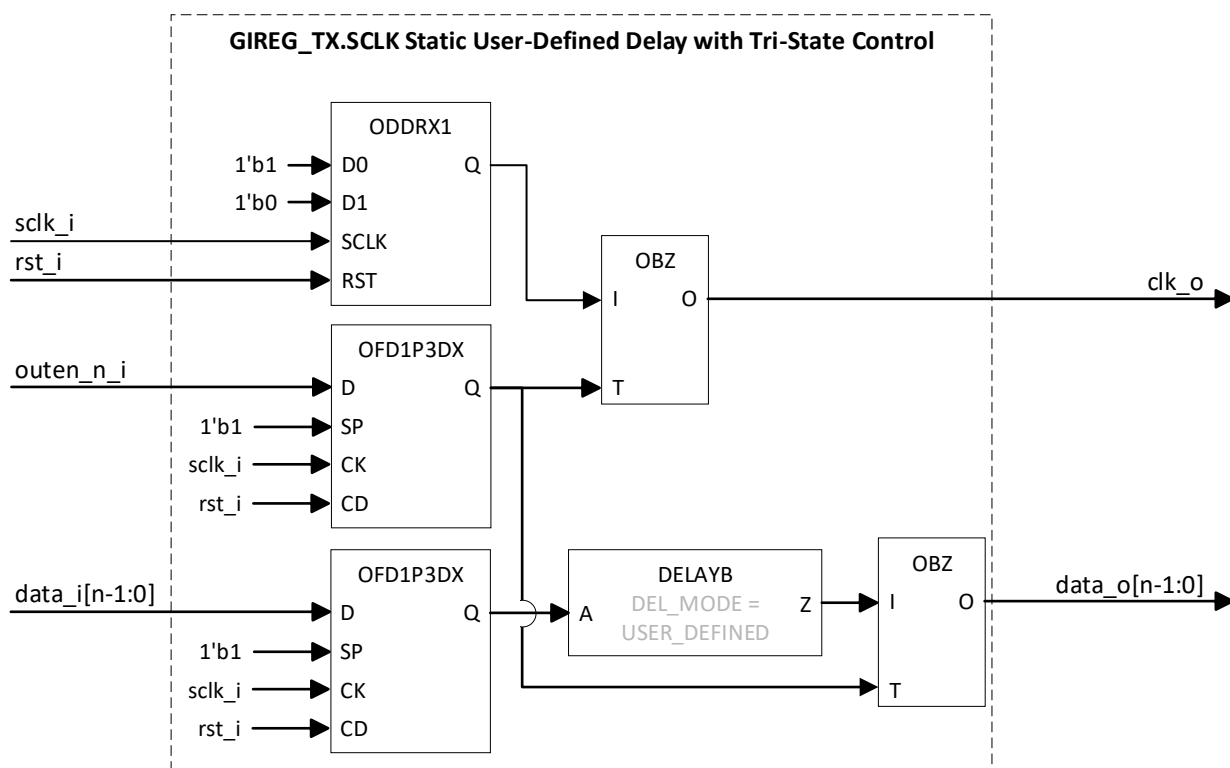 GIREG_TX.SCLK Static User-Defined Delay with Tri-State Control
ODDRX1
1'b1
D0
Q
1'b0
D1
sclk_i
SCLK
rst_i
RST
OBZ
I
O
clk_o
T
OFD1P3DX
outen_n_i
D
Q
1'b1
SP
sclk_i
CK
rst_i
CD
OFD1P3DX
data_i[n-1:0]
D
Q
1'b1
SP
sclk_i
CK
rst_i
CD
DELAYB
DEL_MODE =
USER_DEFINED
A
Z
OBZ
I
O
data_o[n-1:0]
T